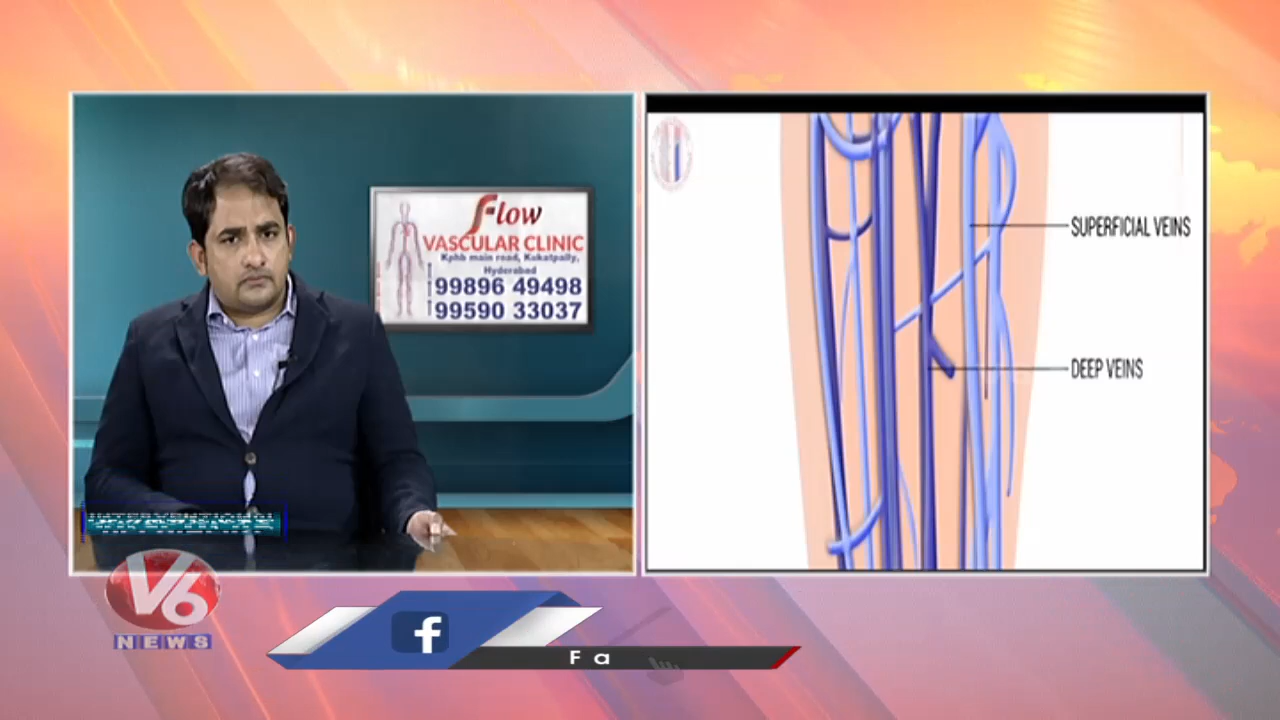 Flow
VASCULAR CLINIC
Kphb main road, Kukatpally,
Hyderabad
99896 49498
99590 33037
SUPERFICIAL VEINS
DEEP VEINS
V6
NEWS
f
Fa